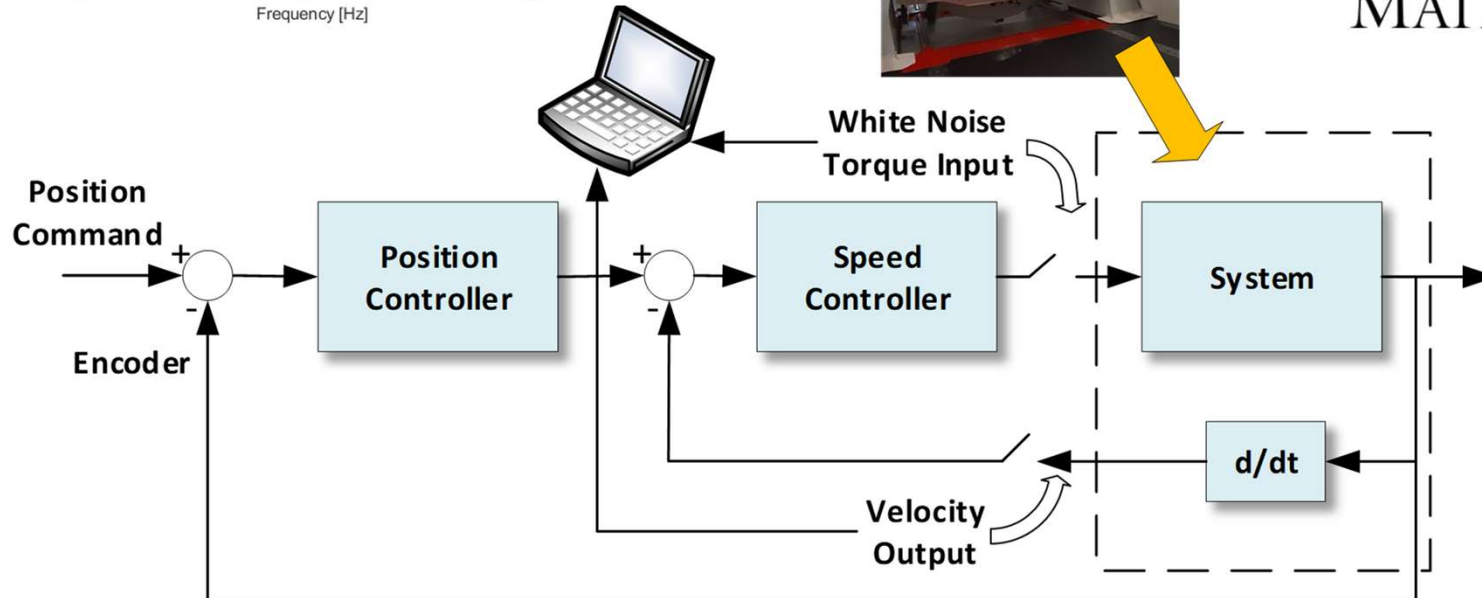 Frequency [Hz]
White Noise
Torque Input
Position
Command
+
-
Position
Controller
+
-
Speed
Controller
System
Encoder
d/dt
Velocity
Output